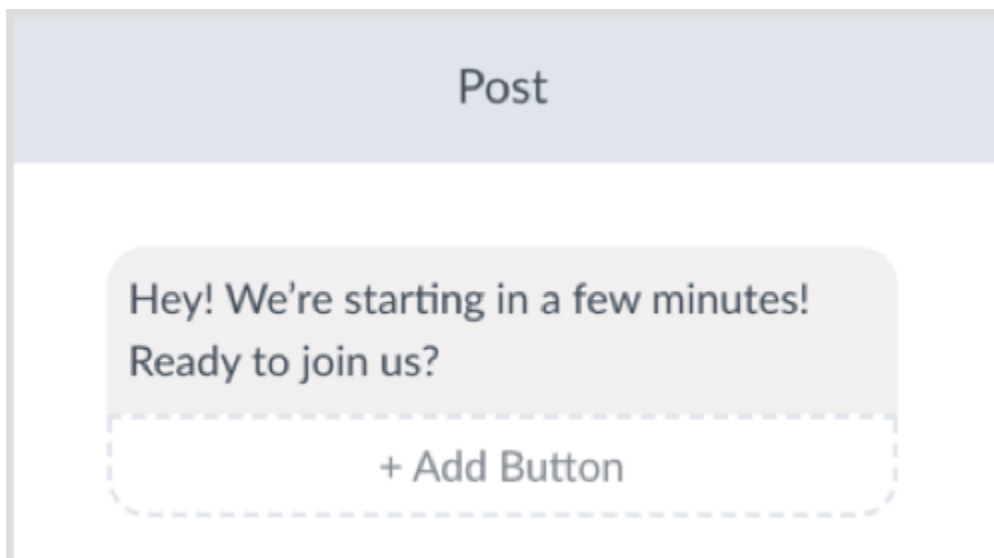 Post
Hey! We’re starting in a few minutes!
Ready to join us?
+ Add Button